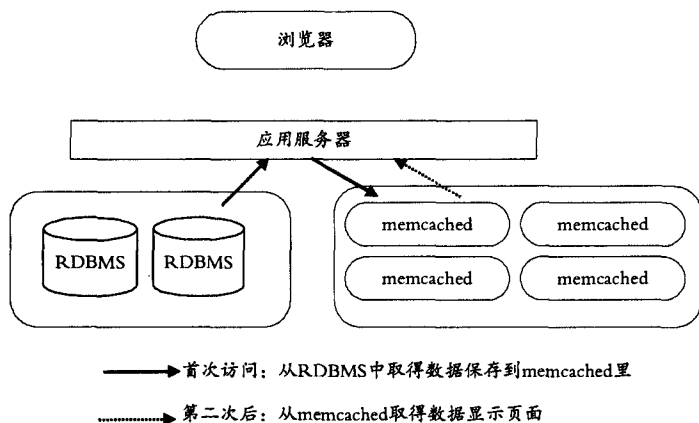 浏览器
应用服务器
RDBMS
RDBMS
memcached
memcached
memcached
memcached
首次访问：从RDBMS中取得数据保存到memcached里
第二次后：从memcached取得数据显示页面